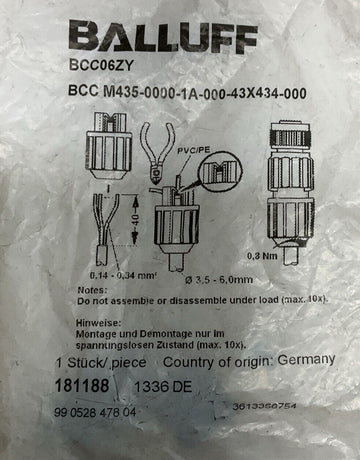 BALLUFF
BCC06ZY
BCC M435-0000-1A-000-43X434-000
PVC/PE
40
0,8 Nm
0,14 - 0,34 mm²
Ø 3,5 - 6,0mm
Notes:
Do not assemble or disassemble under load (max. 10x).
Hinweise:
Montage und Demontage nur im
spannungslosen Zustand (max. 10x).
1 Stück/ piece Country of origin: Germany
181188 1336 DE
99 0528 478 04 3613356754